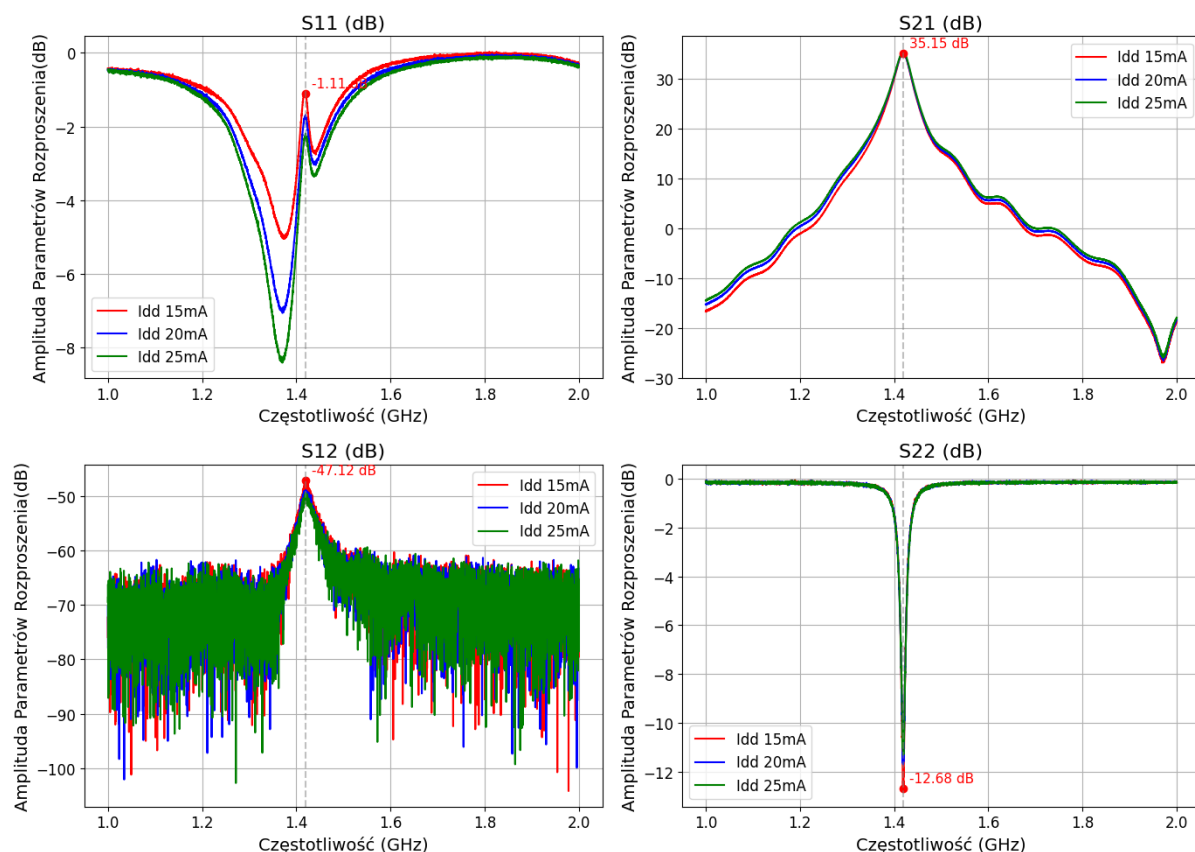 S11 (dB)
Amplituda Parametrów Rozproszenia(dB)
0
−2
−4
−6
−8
-1.11
Idd 15mA
Idd 20mA
Idd 25mA
1.0 1.2 1.4 1.6 1.8 2.0
Częstotliwość (GHz)
S21 (dB)
Amplituda Parametrów Rozproszenia(dB)
30
20
10
0
−10
−20
−30
35.15 dB
Idd 15mA
Idd 20mA
Idd 25mA
1.0 1.2 1.4 1.6 1.8 2.0
Częstotliwość (GHz)
S12 (dB)
Amplituda Parametrów Rozproszenia(dB)
−50
−60
−70
−80
−90
−100
-47.12 dB
Idd 15mA
Idd 20mA
Idd 25mA
1.0 1.2 1.4 1.6 1.8 2.0
Częstotliwość (GHz)
S22 (dB)
Amplituda Parametrów Rozproszenia(dB)
0
−2
−4
−6
−8
−10
−12
Idd 15mA
Idd 20mA
Idd 25mA
-12.68 dB
1.0 1.2 1.4 1.6 1.8 2.0
Częstotliwość (GHz)